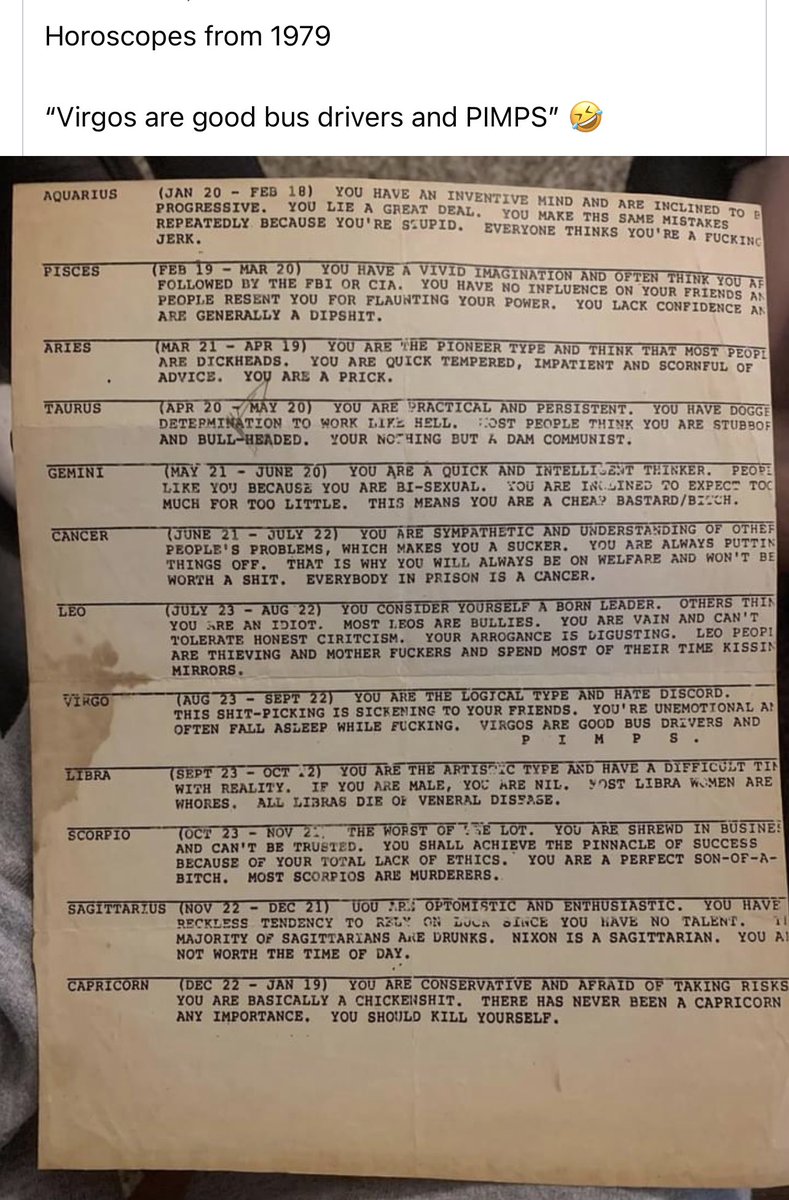 Horoscopes from 1979
“Virgos are good bus drivers and PIMPS” 🤣
AQUARIUS (JAN 20 - FEB 18) YOU HAVE AN INVENTIVE MIND AND ARE INCLINED TO B
PROGRESSIVE. YOU LIE A GREAT DEAL. YOU MAKE THS SAME MISTAKES
REPEATEDLY BECAUSE YOU'RE STUPID. EVERYONE THINKS YOU'RE A FUCKING
JERK.
PISCES (FEB 19 - MAR 20) YOU HAVE A VIVID IMAGINATION AND OFTEN THINK YOU AR
FOLLOWED BY THE FBI OR CIA. YOU HAVE NO INFLUENCE ON YOUR FRIENDS AN
PEOPLE RESENT YOU FOR FLAUNTING YOUR POWER. YOU LACK CONFIDENCE AN
ARE GENERALLY A DIPSHIT.
ARIES (MAR 21 - APR 19) YOU ARE THE PIONEER TYPE AND THINK THAT MOST PEOPL
ARE DICKHEADS. YOU ARE QUICK TEMPERED, IMPATIENT AND SCORNFUL OF
ADVICE. YOU ARE A PRICK.
TAURUS (APR 20 - MAY 20) YOU ARE PRACTICAL AND PERSISTENT. YOU HAVE DOGGE
DETERMINATION TO WORK LIKE HELL. MOST PEOPLE THINK YOU ARE STUBBOR
AND BULL-HEADED. YOUR NOTHING BUT A DAM COMMUNIST.
GEMINI (MAY 21 - JUNE 20) YOU ARE A QUICK AND INTELLIGENT THINKER. PEOPL
LIKE YOU BECAUSE YOU ARE BI-SEXUAL. YOU ARE INCLINED TO EXPECT TOO
MUCH FOR TOO LITTLE. THIS MEANS YOU ARE A CHEAP BASTARD/BITCH.
CANCER (JUNE 21 - JULY 22) YOU ARE SYMPATHETIC AND UNDERSTANDING OF OTHER
PEOPLE'S PROBLEMS, WHICH MAKES YOU A SUCKER. YOU ARE ALWAYS PUTTIN
THINGS OFF. THAT IS WHY YOU WILL ALWAYS BE ON WELFARE AND WON'T BE
WORTH A SHIT. EVERYBODY IN PRISON IS A CANCER.
LEO (JULY 23 - AUG 22) YOU CONSIDER YOURSELF A BORN LEADER. OTHERS THIN
YOU ARE AN IDIOT. MOST LEOS ARE BULLIES. YOU ARE VAIN AND CAN'T
TOLERATE HONEST CIRITCISM. YOUR ARROGANCE IS DIGUSTING. LEO PEOPL
ARE THIEVING AND MOTHER FUCKERS AND SPEND MOST OF THEIR TIME KISSIN
MIRRORS.
VIRGO (AUG 23 - SEPT 22) YOU ARE THE LOGICAL TYPE AND HATE DISCORD.
THIS SHIT-PICKING IS SICKENING TO YOUR FRIENDS. YOU'RE UNEMOTIONAL AN
OFTEN FALL ASLEEP WHILE FUCKING. VIRGOS ARE GOOD BUS DRIVERS AND
P I M P S .
LIBRA (SEPT 23 - OCT 22) YOU ARE THE ARTISTIC TYPE AND HAVE A DIFFICULT TIM
WITH REALITY. IF YOU ARE MALE, YOU ARE NIL. MOST LIBRA WOMEN ARE
WHORES. ALL LIBRAS DIE OF VENERAL DISEASE.
SCORPIO (OCT 23 - NOV 21) THE WORST OF THE LOT. YOU ARE SHREWD IN BUSINES
AND CAN'T BE TRUSTED. YOU SHALL ACHIEVE THE PINNACLE OF SUCCESS
BECAUSE OF YOUR TOTAL LACK OF ETHICS. YOU ARE A PERFECT SON-OF-A-
BITCH. MOST SCORPIOS ARE MURDERERS.
SAGITTARIUS (NOV 22 - DEC 21) UOU ARE OPTOMISTIC AND ENTHUSIASTIC. YOU HAVE
RECKLESS TENDENCY TO RELY ON LUCK SINCE YOU HAVE NO TALENT.
MAJORITY OF SAGITTARIANS ARE DRUNKS. NIXON IS A SAGITTARIAN. YOU A
NOT WORTH THE TIME OF DAY.
CAPRICORN (DEC 22 - JAN 19) YOU ARE CONSERVATIVE AND AFRAID OF TAKING RISKS
YOU ARE BASICALLY A CHICKENSHIT. THERE HAS NEVER BEEN A CAPRICORN
ANY IMPORTANCE. YOU SHOULD KILL YOURSELF.